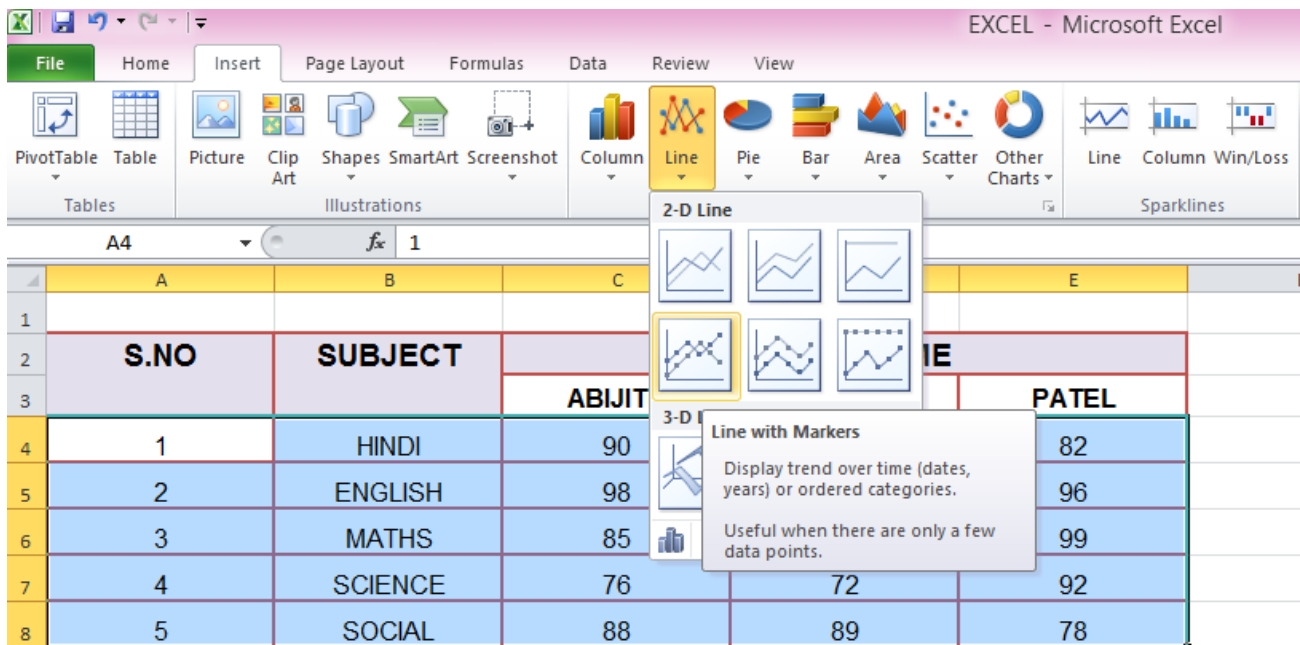 EXCEL - Microsoft Excel
File Home Insert Page Layout Formulas Data Review View
PivotTable Table Picture Clip Art Shapes SmartArt Screenshot Column Line Pie Bar Area Scatter Other Charts Line Column Win/Loss
Tables Illustrations Sparklines
2-D Line
A4 fx 1
A B C E
1
2 S.NO SUBJECT
3 ABIJIT PATEL
3-D
Line with Markers
Display trend over time (dates,
years) or ordered categories.
Useful when there are only a few
data points.
4 1 HINDI 90 82
5 2 ENGLISH 98 96
6 3 MATHS 85 99
7 4 SCIENCE 76 72 92
8 5 SOCIAL 88 89 78